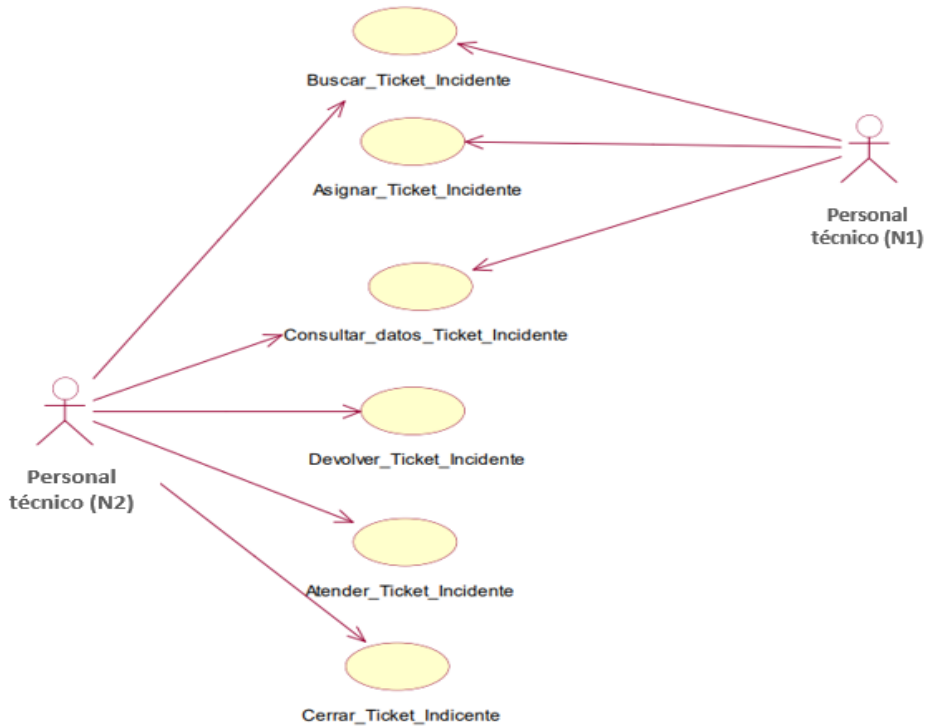 Buscar_Ticket_Incidente
Asignar_Ticket_Incidente
Personal
técnico (N1)
Consultar_datos_Ticket_Incidente
Devolver_Ticket_Incidente
Personal
técnico (N2)
Atender_Ticket_Incidente
Cerrar_Ticket_Indicente